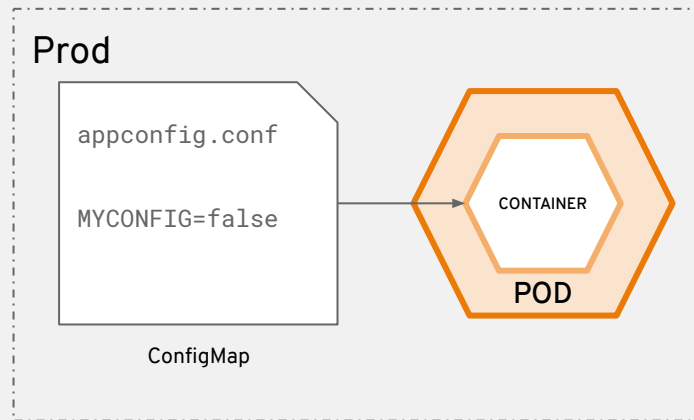 Prod
appconfig.conf
MYCONFIG=false
ConfigMap
CONTAINER
POD